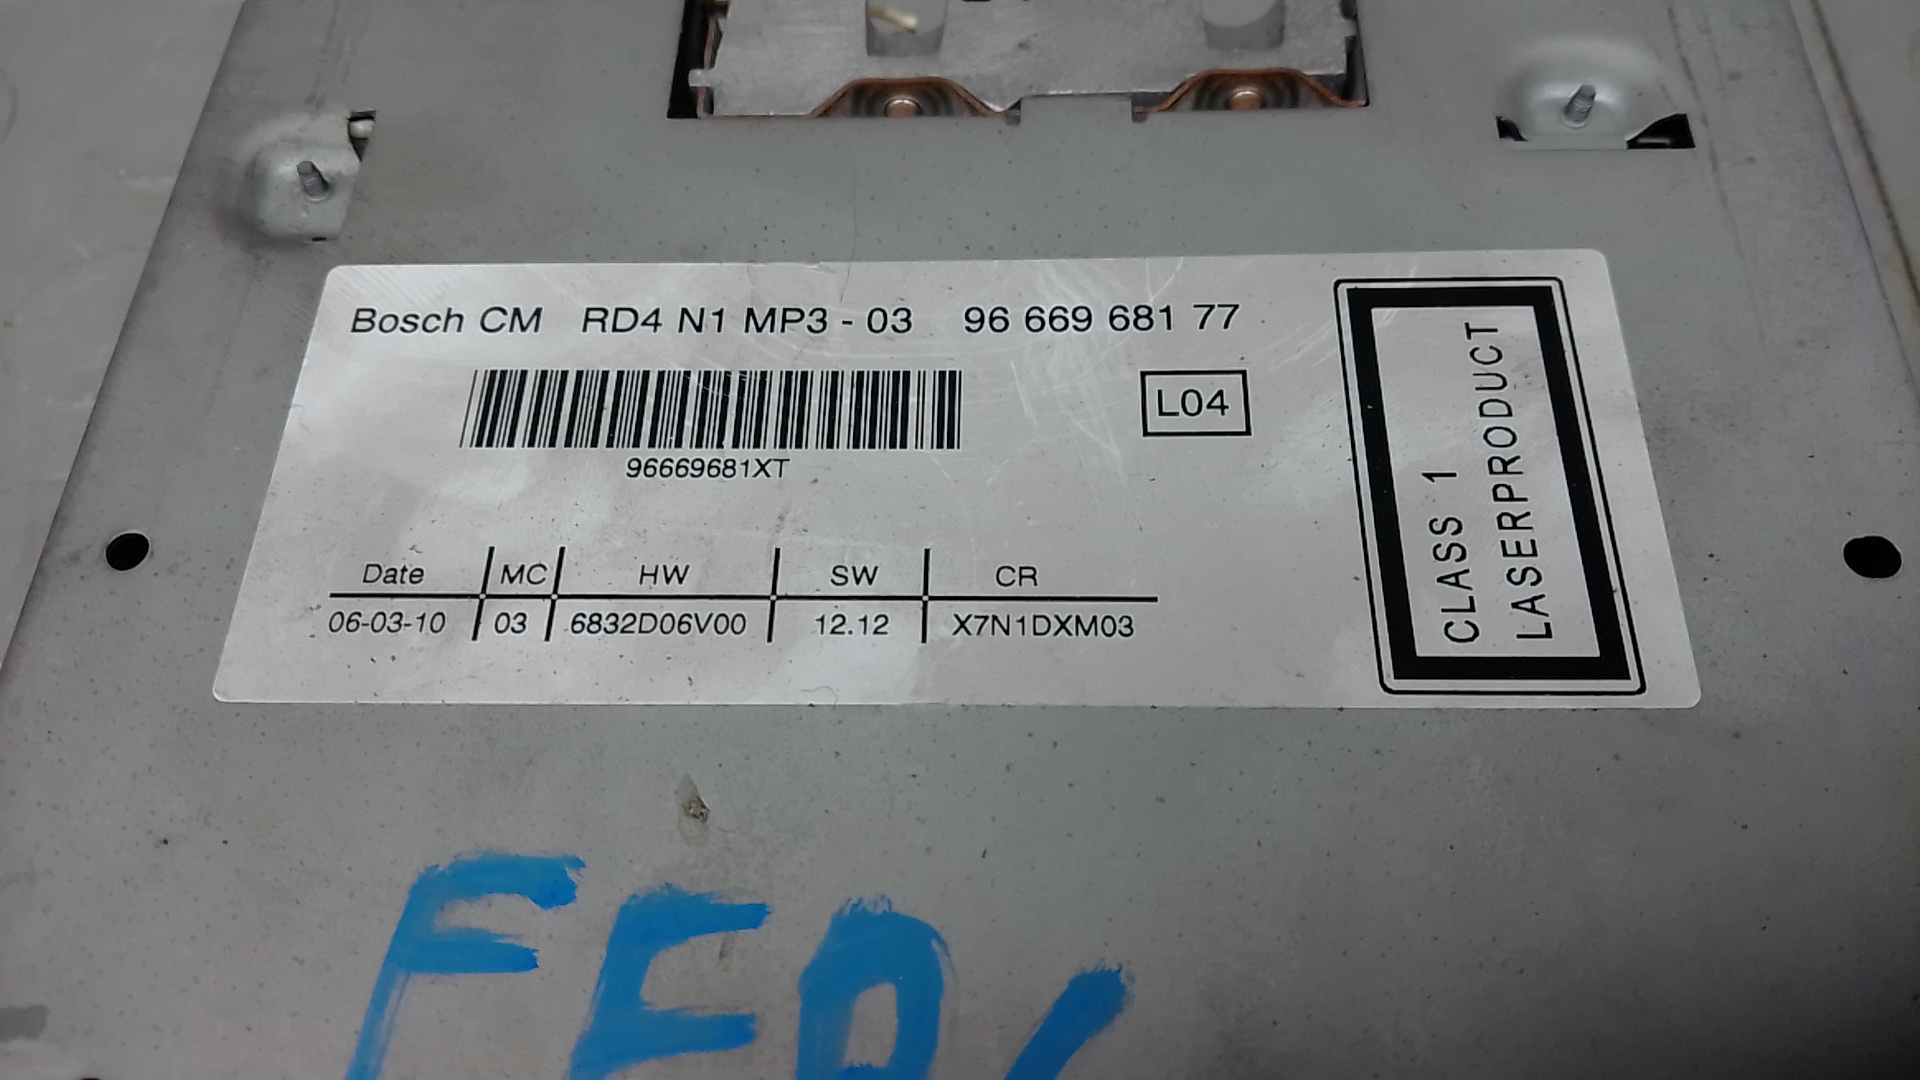 Bosch CM RD4 N1 MP3 - 03 96 669 681 77
L04
96669681XT
Date MC HW SW CR
06-03-10 03 6832D06V00 12.12 X7N1DXM03
CLASS 1
LASERPRODUCT